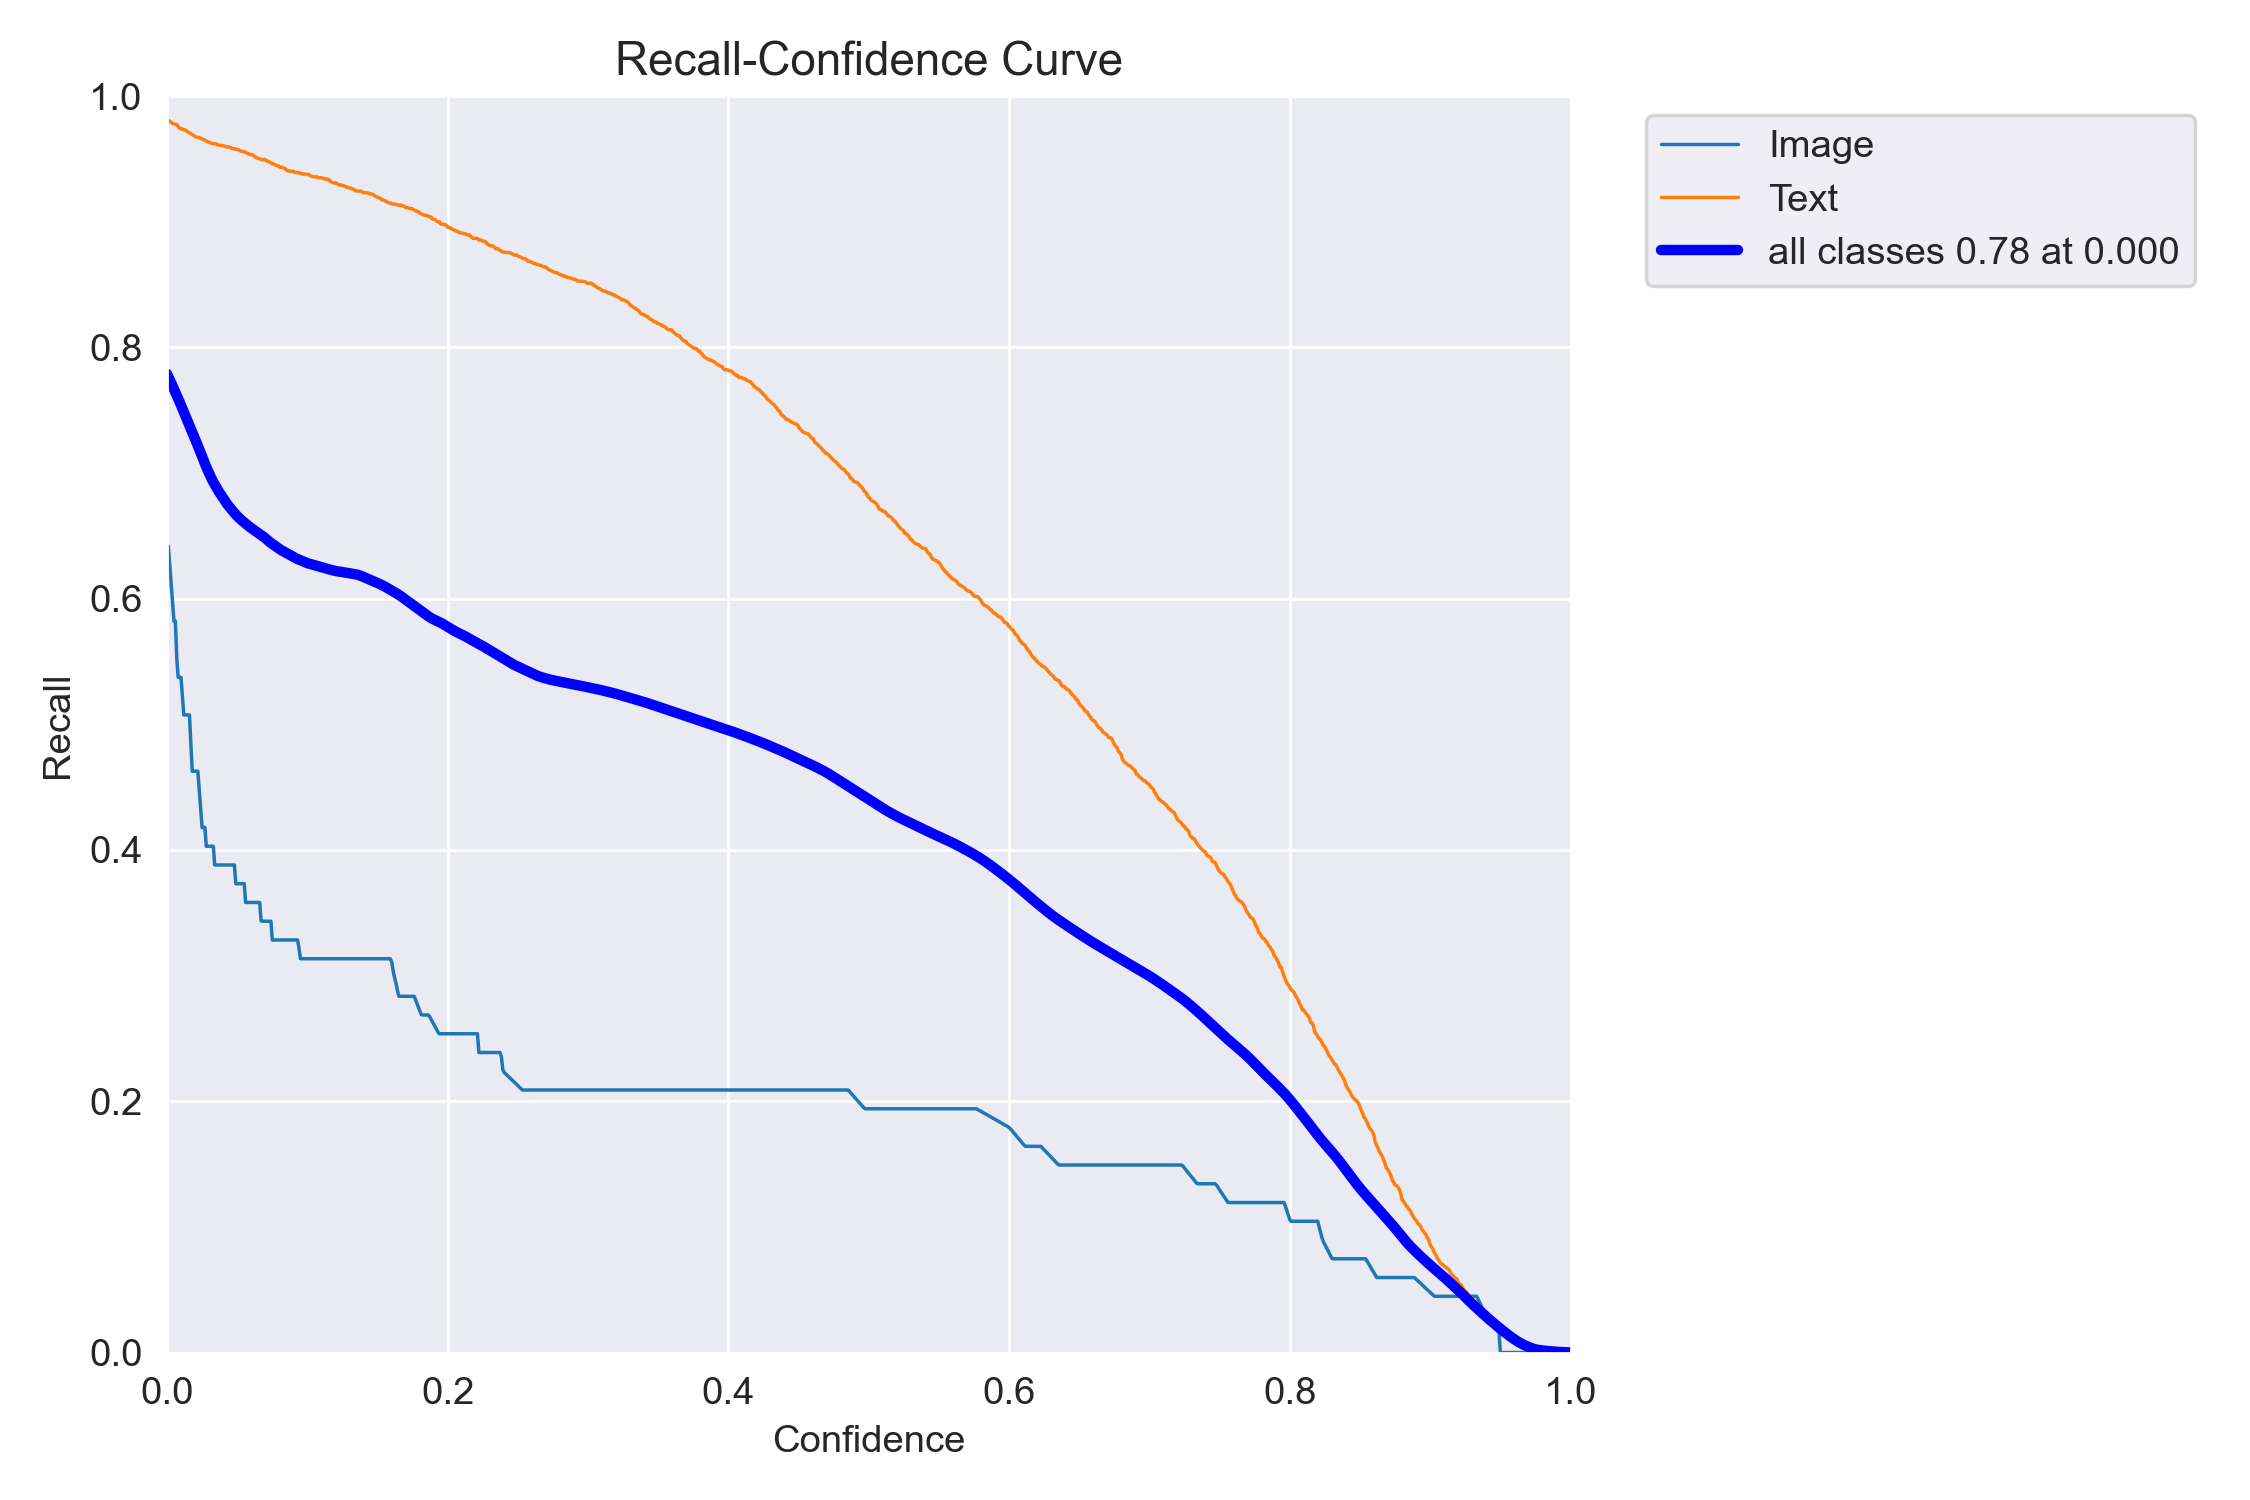 Recall-Confidence Curve
1.0
0.8
0.6
0.4
0.2
0.0
Recall
0.0 0.2 0.4 0.6 0.8 1.0
Confidence
Image
Text
all classes 0.78 at 0.000